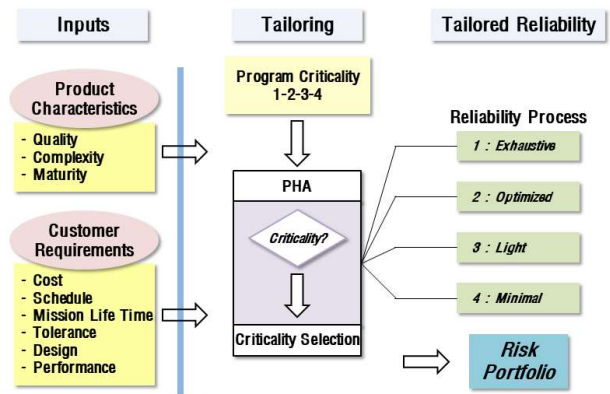 Inputs
Tailoring
Tailored Reliability
Product
Characteristics
- Quality
- Complexity
- Maturity
Customer
Requirements
- Cost
- Schedule
- Mission Life Time
- Tolerance
- Design
- Performance
Program Criticality
1-2-3-4
PHA
Criticality?
Criticality Selection
Reliability Process
1 : Exhaustive
2 : Optimized
3 : Light
4 : Minimal
Risk
Portfolio